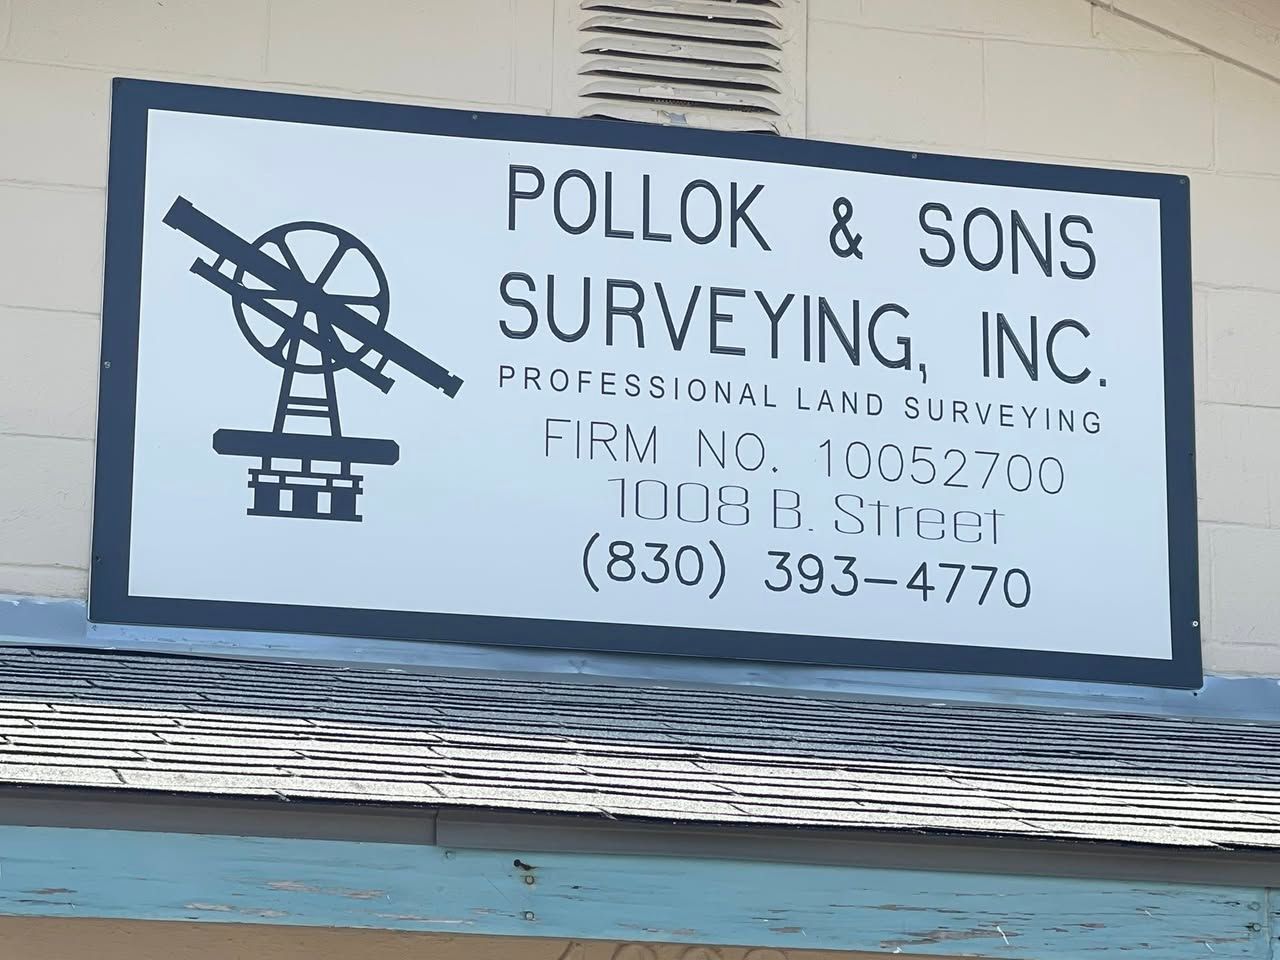 POLLOK & SONS
SURVEYING, INC.
PROFESSIONAL LAND SURVEYING
FIRM NO. 10052700
1008 B. Street
(830) 393-4770